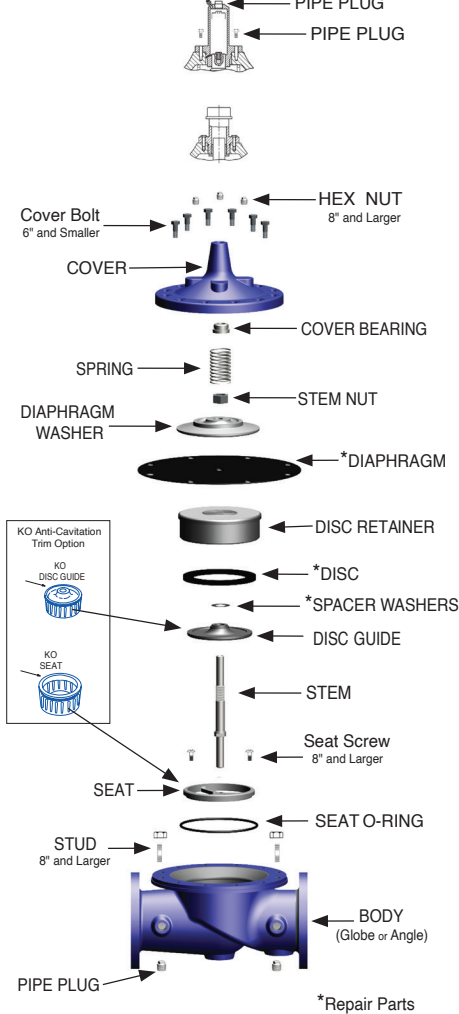 PIPE PLUG
PIPE PLUG
HEX NUT
8" and Larger
Cover Bolt
6" and Smaller
COVER
COVER BEARING
SPRING
STEM NUT
DIAPHRAGM
WASHER
*DIAPHRAGM
DISC RETAINER
KO Anti-Cavitation
Trim Option
KO
DISC GUIDE
KO
SEAT
*DISC
*SPACER WASHERS
DISC GUIDE
STEM
Seat Screw
8" and Larger
SEAT
SEAT O-RING
STUD
8" and Larger
BODY
(Globe or Angle)
PIPE PLUG
*Repair Parts